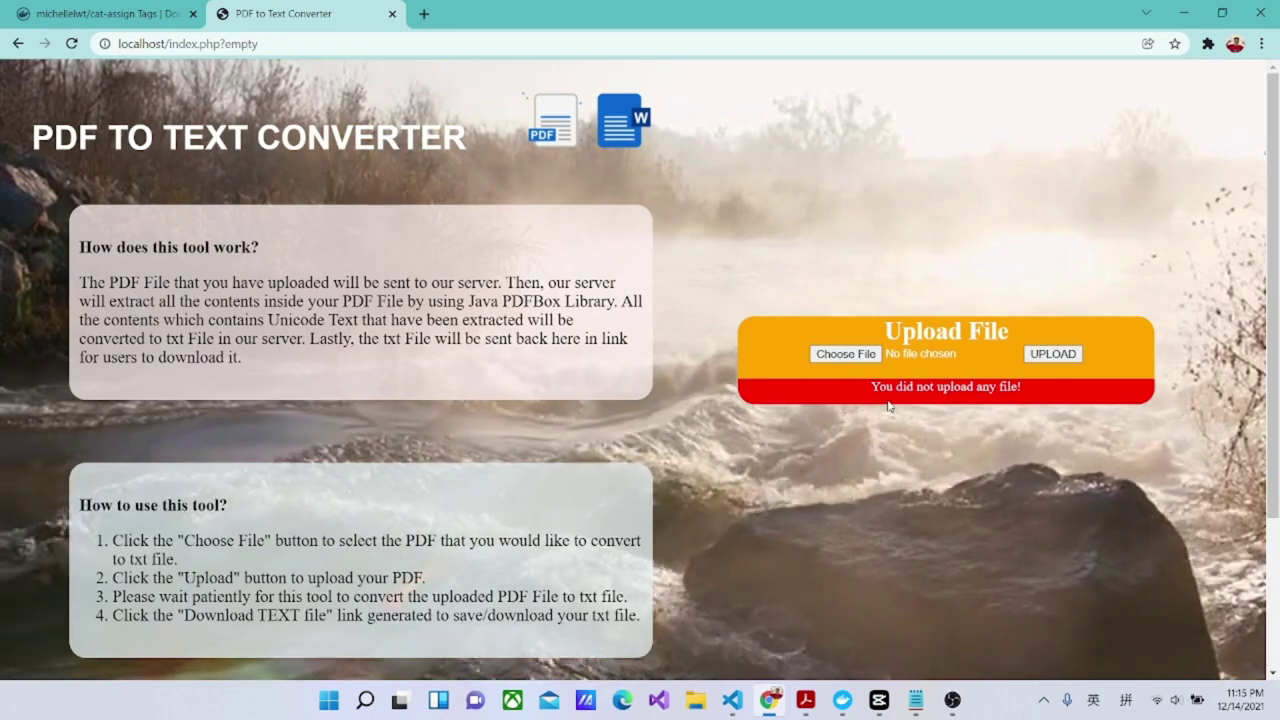 michellelwt/cat-assign Tags | Doc
PDF to Text Converter
localhost/index.php?empty
PDF TO TEXT CONVERTER
PDF
W
How does this tool work?
The PDF File that you have uploaded will be sent to our server. Then, our server
will extract all the contents inside your PDF File by using Java PDFBox Library. All
the contents which contains Unicode Text that have been extracted will be
converted to txt File in our server. Lastly, the txt File will be sent back here in link
for users to download it.
Upload File
Choose File No file chosen UPLOAD
You did not upload any file!
How to use this tool?
1. Click the "Choose File" button to select the PDF that you would like to convert
to txt file.
2. Click the "Upload" button to upload your PDF.
3. Please wait patiently for this tool to convert the uploaded PDF File to txt file.
4. Click the "Download TEXT file" link generated to save/download your txt file.
英 拼
11:15 PM
12/14/2021